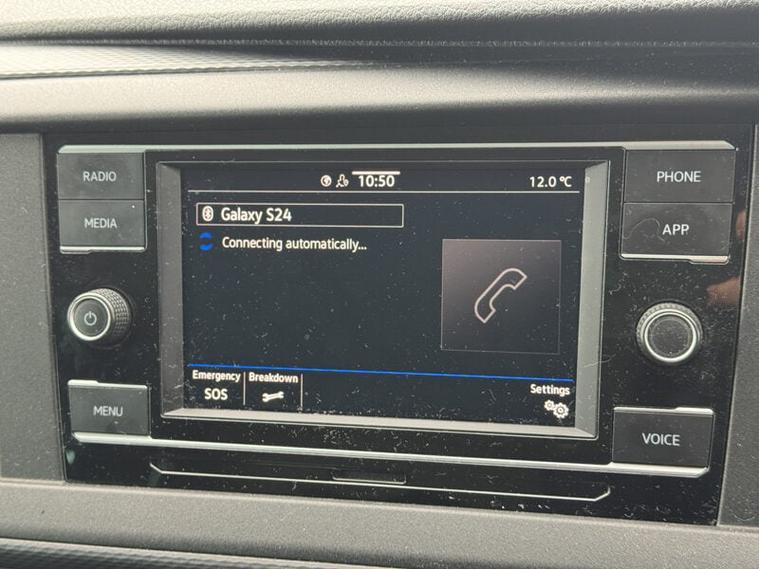 RADIO
MEDIA
MENU
10:50
12.0 °C
Galaxy S24
Connecting automatically...
Emergency
SOS
Breakdown
Settings
PHONE
APP
VOICE